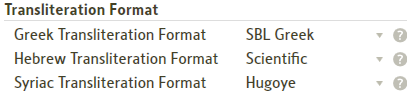 Transliteration Format
Greek Transliteration Format SBL Greek
Hebrew Transliteration Format Scientific
Syriac Transliteration Format Hugoye